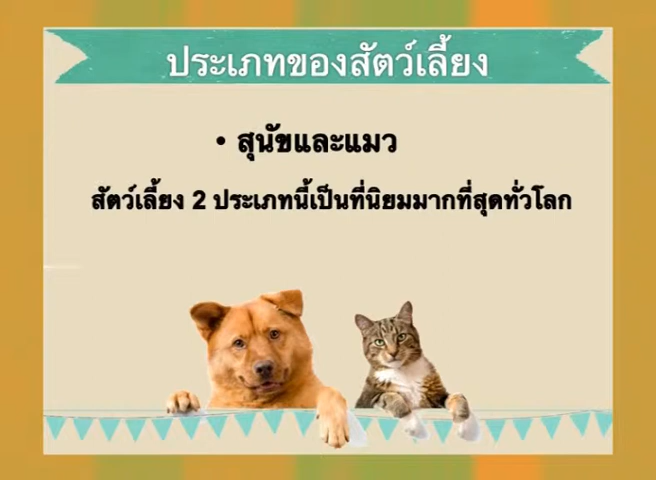 ประเภทของสัตว์เลี้ยง
• สุนัขและแมว
สัตว์เลี้ยง 2 ประเภทนี้เป็นที่นิยมมากที่สุดทั่วโลก